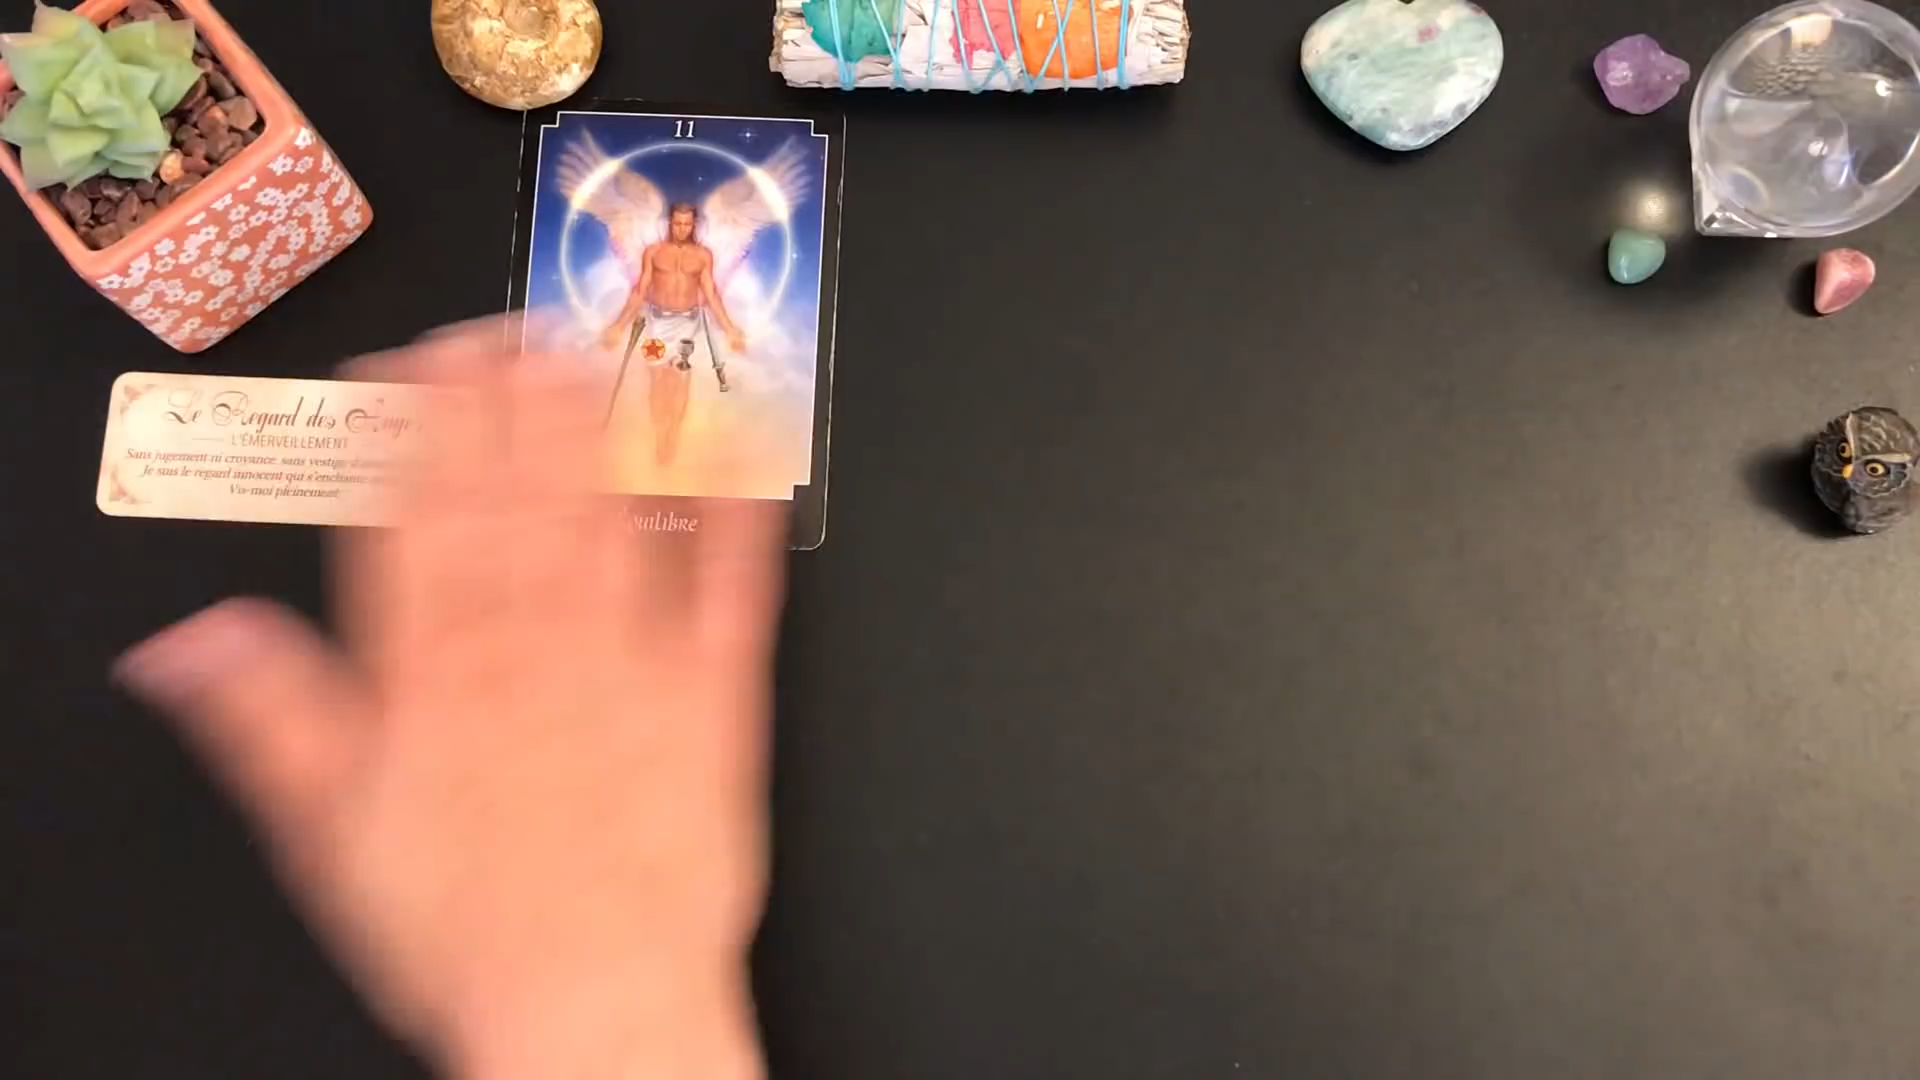 11
Le Regard des Anges
L'ÉMERVEILLEMENT
Sans jugement ni croyance, sans vestige
Je suis le regard innocent qui s'enchante
Vis-moi pleinement